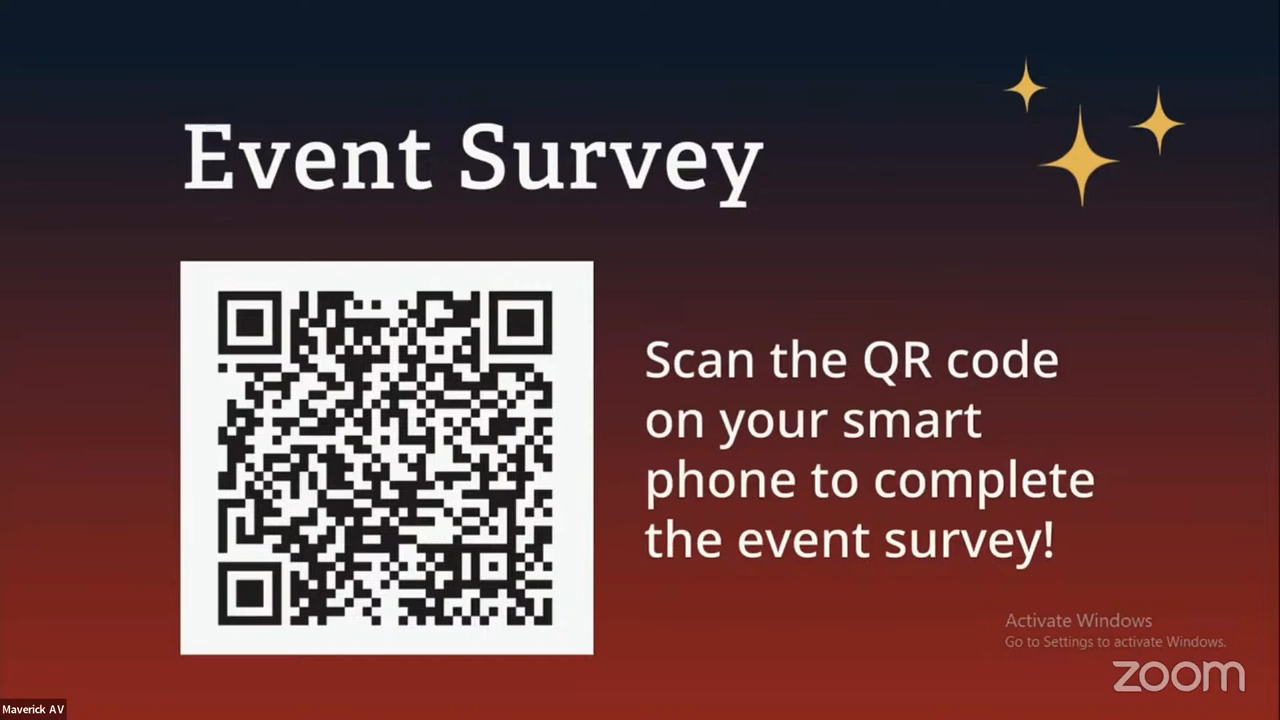 Event Survey
Scan the QR code
on your smart
phone to complete
the event survey!
Activate Windows
Go to Settings to activate Windows.
zoom
Maverick AV